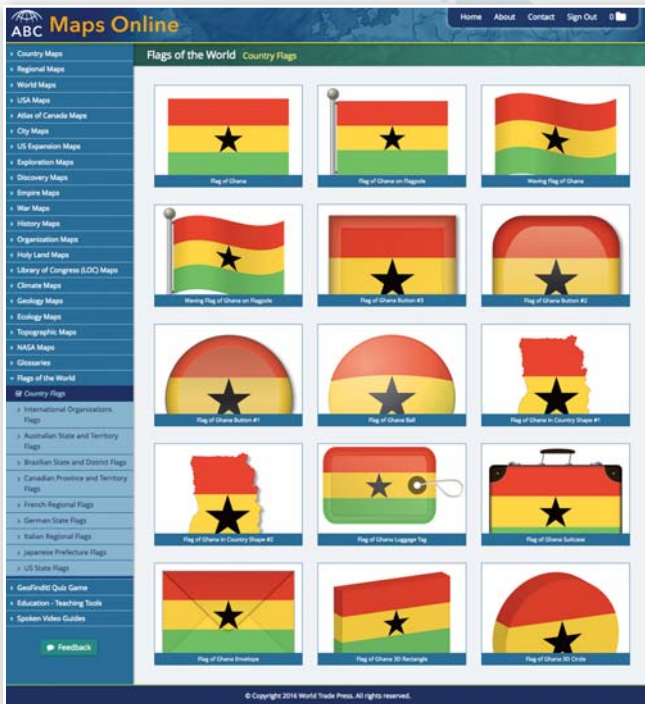 ABC Maps Online
Home About Contact Sign Out 0
Country Maps
Regional Maps
World Maps
USA Maps
Atlas of Canada Maps
City Maps
US Expansion Maps
Exploration Maps
Discovery Maps
Empire Maps
War Maps
History Maps
Organization Maps
Holy Land Maps
Library of Congress (LOC) Maps
Climate Maps
Geology Maps
Ecology Maps
Topographic Maps
NASA Maps
Glossaries
Flags of the World
Country Flags
International Organizations
Flags
Australian State and Territory
Flags
Brazilian State and District Flags
Canadian Province and Territory
Flags
French Regional Flags
German State Flags
Italian Regional Flags
Japanese Prefecture Flags
US State Flags
GeoFindit! Quiz Game
Education - Teaching Tools
Spoken Video Guides
Feedback
Flags of the World Country Flags
Flag of Ghana
Flag of Ghana on Flagpole
Waving Flag of Ghana
Waving Flag of Ghana on Flagpole
Flag of Ghana Button #3
Flag of Ghana Button #2
Flag of Ghana Button #1
Flag of Ghana Ball
Flag of Ghana in Country Shape #1
Flag of Ghana in Country Shape #2
Flag of Ghana Luggage Tag
Flag of Ghana Suitcase
Flag of Ghana Envelope
Flag of Ghana 3D Rectangle
Flag of Ghana 3D Circle
© Copyright 2016 World Trade Press. All rights reserved.